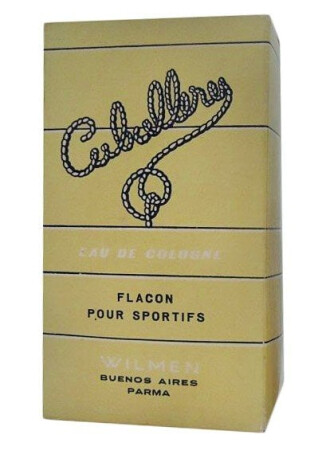 Caballero
EAU DE COLOGNE
FLACON
POUR SPORTIFS
WILMEN
BUENOS AIRES
PARMA